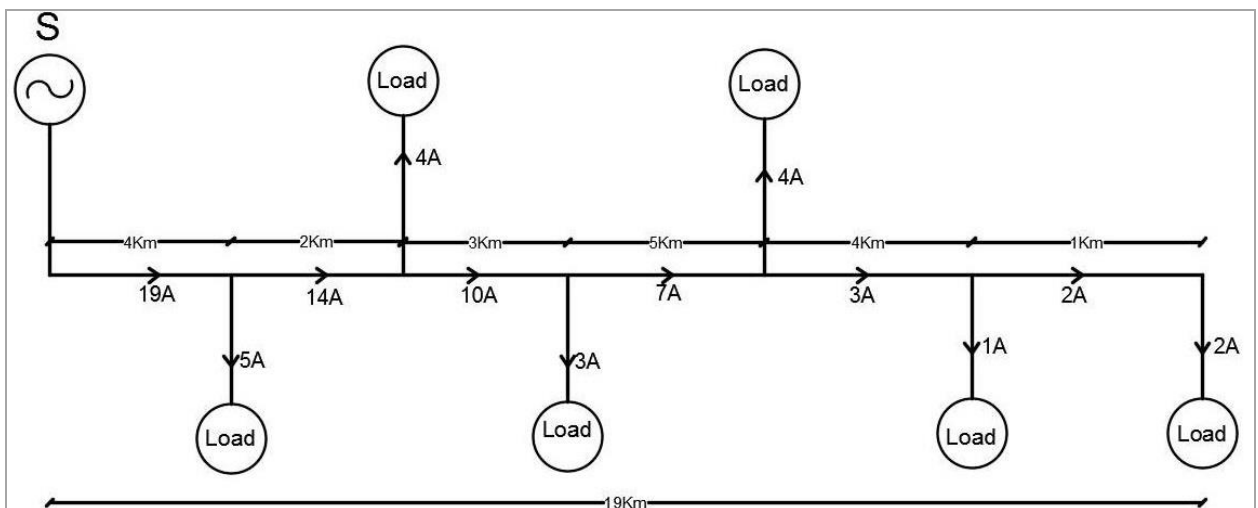 S
Load
Load
4A
4A
4Km
2Km
3Km
5Km
4Km
1Km
19A
14A
10A
7A
3A
2A
5A
3A
1A
2A
Load
Load
Load
Load
19Km